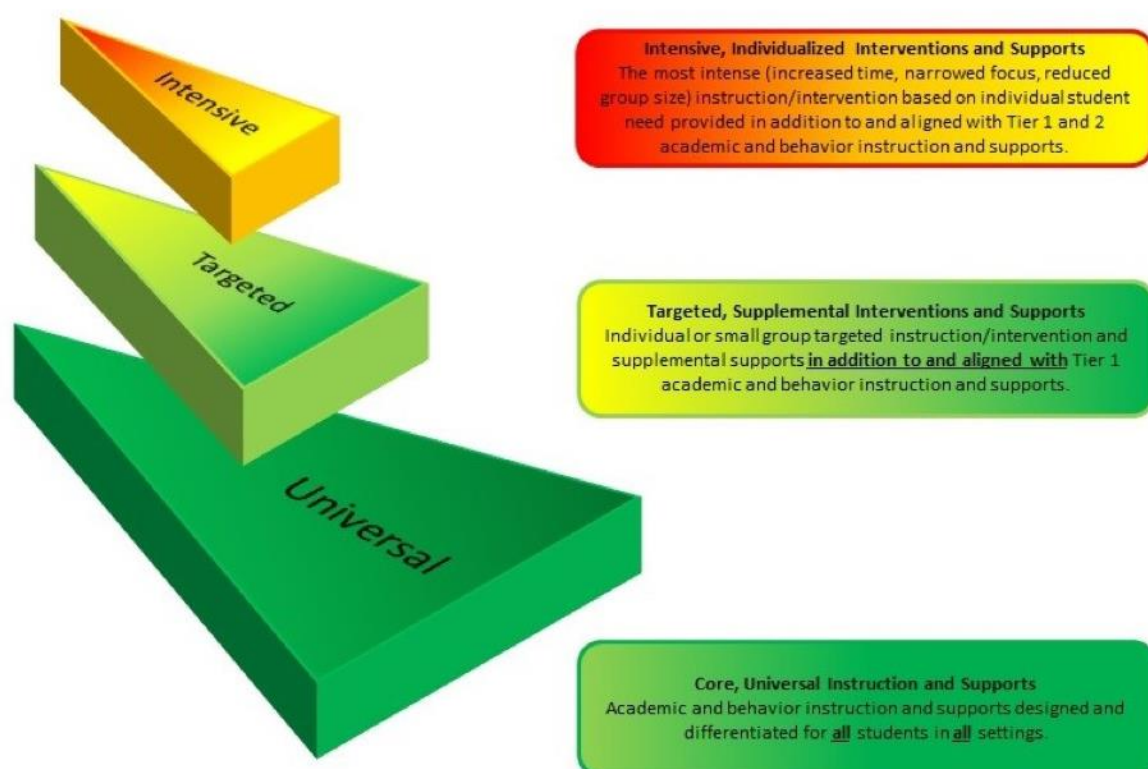 Intensive
Intensive, Individualized Interventions and Supports
The most intense (increased time, narrowed focus, reduced
group size) instruction/intervention based on individual student
need provided in addition to and aligned with Tier 1 and 2
academic and behavior instruction and supports.
Targeted
Targeted, Supplemental Interventions and Supports
Individual or small group targeted instruction/intervention and
supplemental supports in addition to and aligned with Tier 1
academic and behavior instruction and supports.
Universal
Core, Universal Instruction and Supports
Academic and behavior instruction and supports designed and
differentiated for all students in all settings.